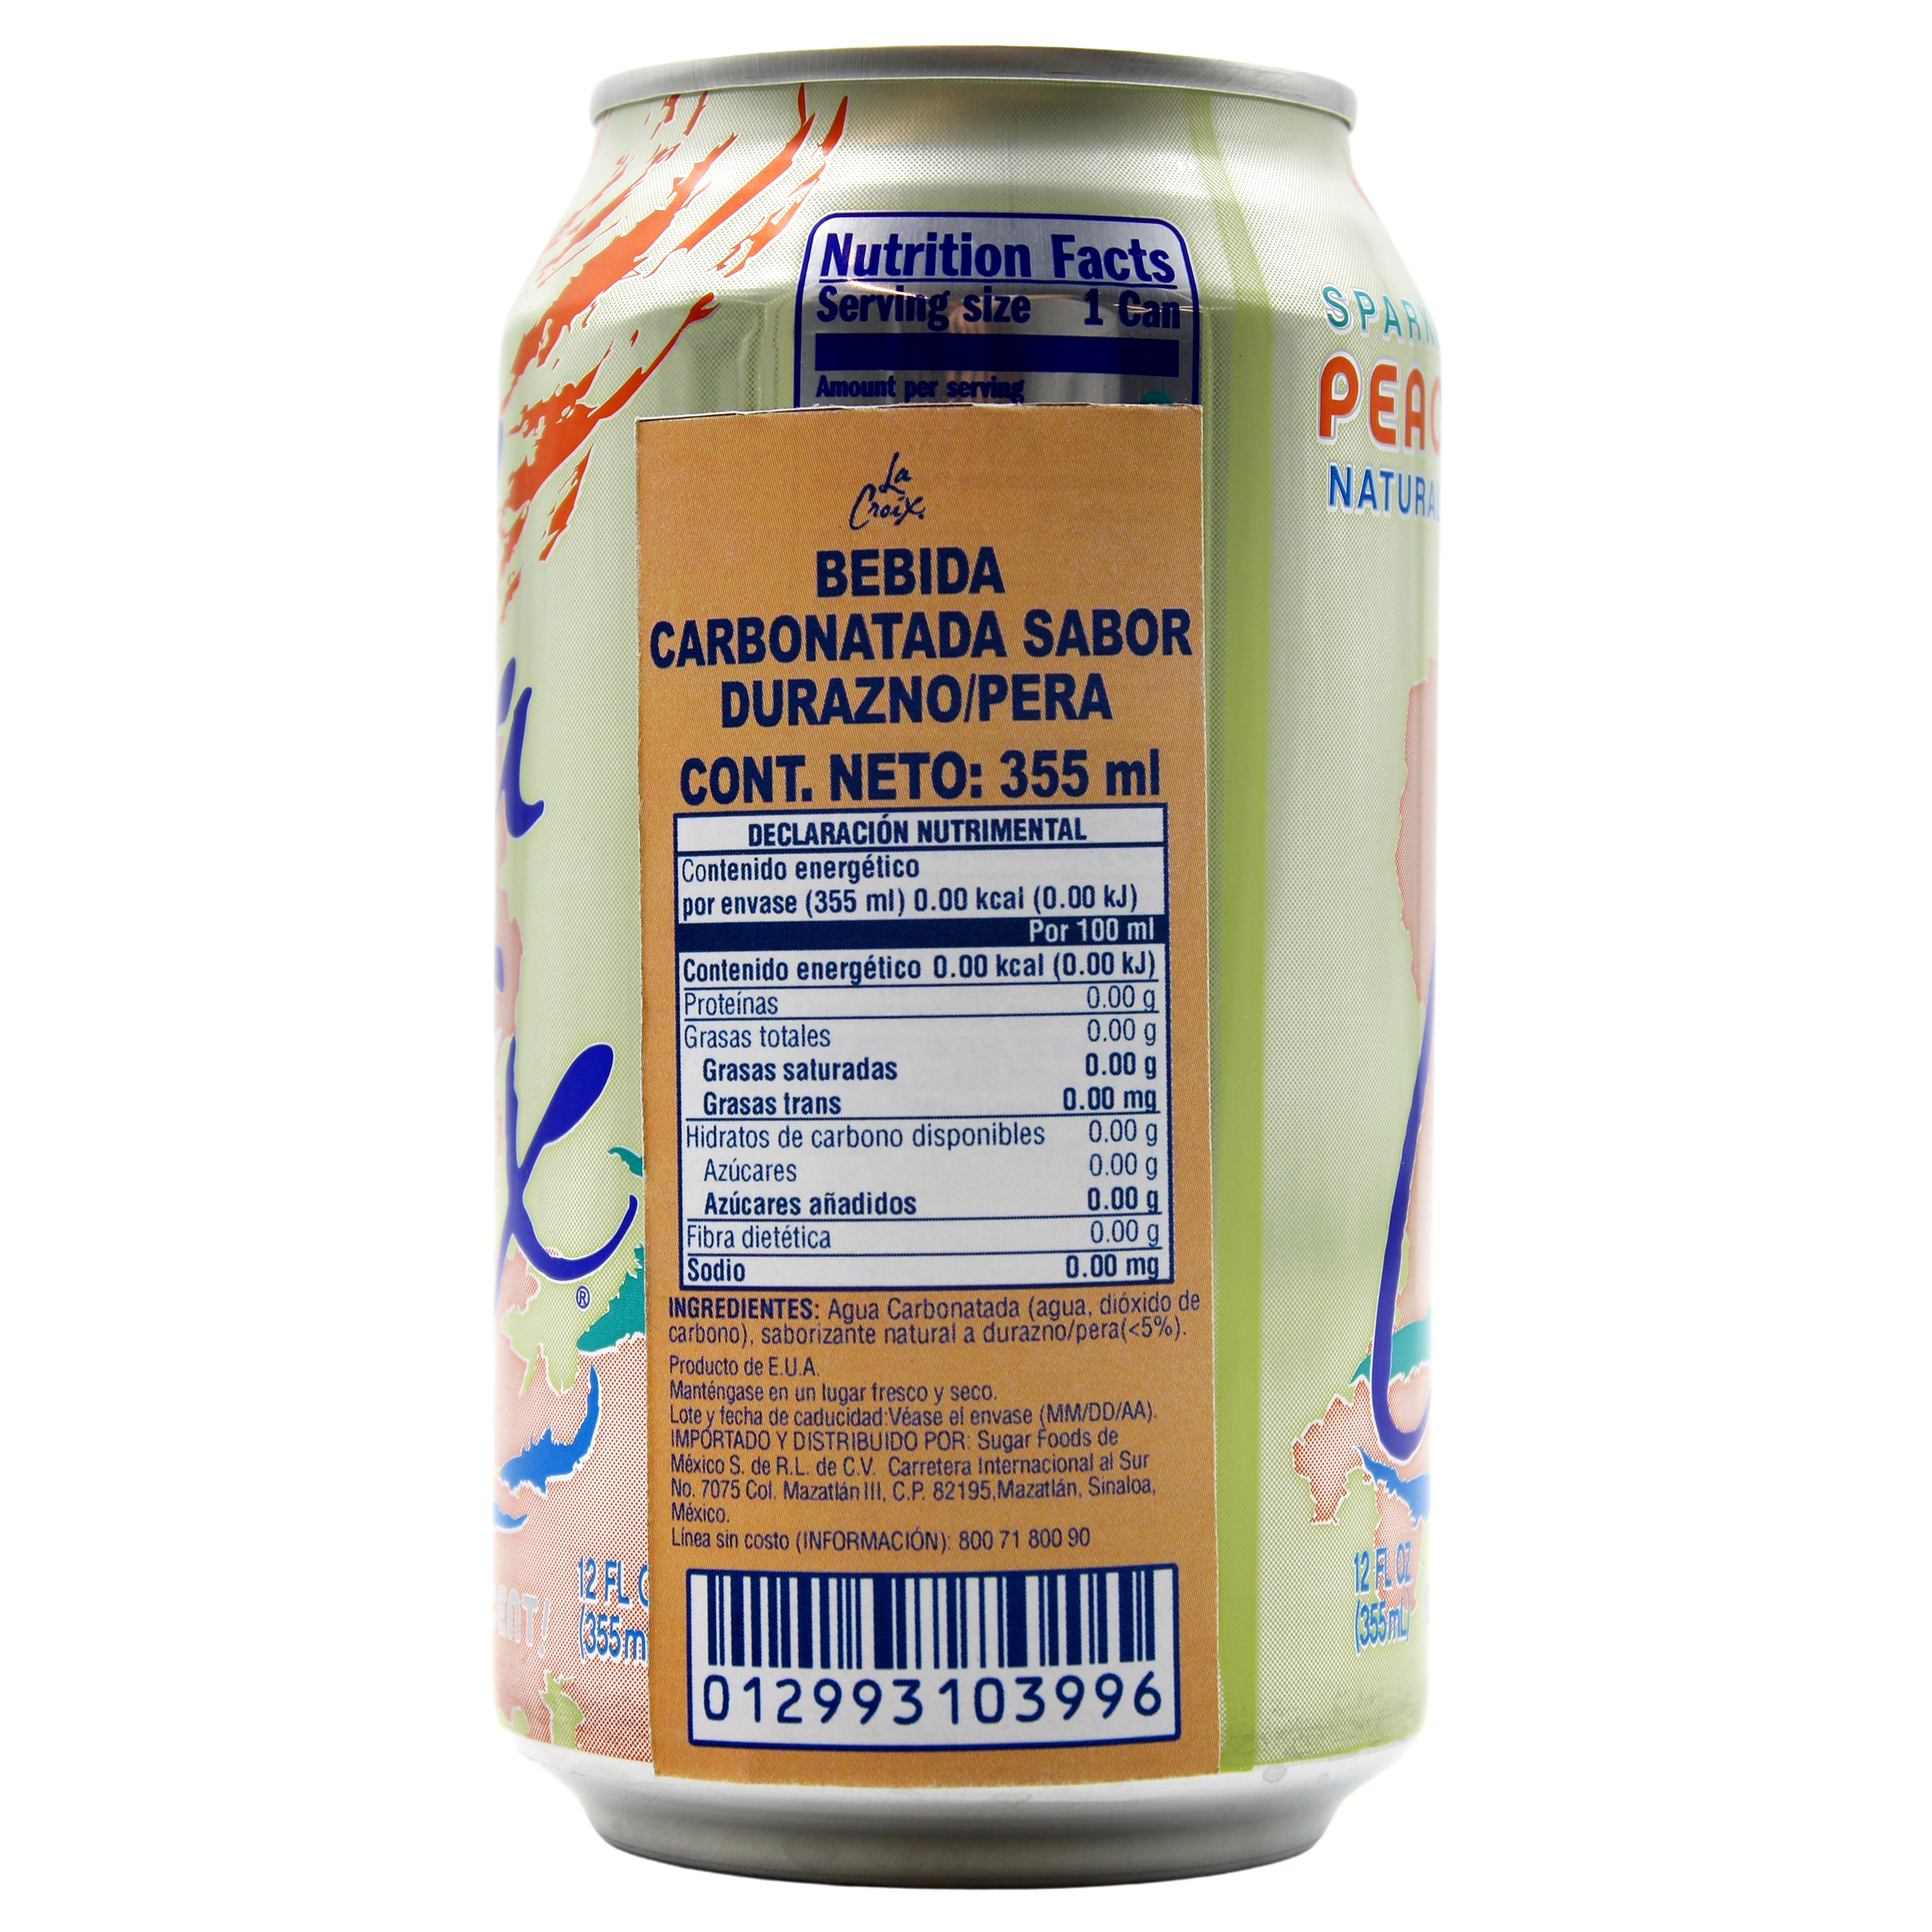 Nutrition Facts
Serving size 1 Can
Amount per serving
La
Croix
BEBIDA
CARBONATADA SABOR
DURAZNO/PERA
CONT. NETO: 355 ml
DECLARACIÓN NUTRIMENTAL
Contenido energético
por envase (355 ml) 0.00 kcal (0.00 kJ)
Por 100 ml
Contenido energético 0.00 kcal (0.00 kJ)
Proteínas 0.00 g
Grasas totales 0.00 g
Grasas saturadas 0.00 g
Grasas trans 0.00 mg
Hidratos de carbono disponibles 0.00 g
Azúcares 0.00 g
Azúcares añadidos 0.00 g
Fibra dietética 0.00 g
Sodio 0.00 mg
INGREDIENTES: Agua Carbonatada (agua, dióxido de
carbono), saborizante natural a durazno/pera(<5%).
Producto de E.U.A.
Manténgase en un lugar fresco y seco.
Lote y fecha de caducidad:Véase el envase (MM/DD/AA).
IMPORTADO Y DISTRIBUIDO POR: Sugar Foods de
México S. de R.L. de C.V. Carretera Internacional al Sur
No. 7075 Col. Mazatlán III, C.P. 82195,Mazatlán, Sinaloa,
México.
Línea sin costo (INFORMACIÓN): 800 71 800 90
012993103996
®
12 FL
(355m
SPAR
PEAC
NATURA
12 FL OZ
(355mL)